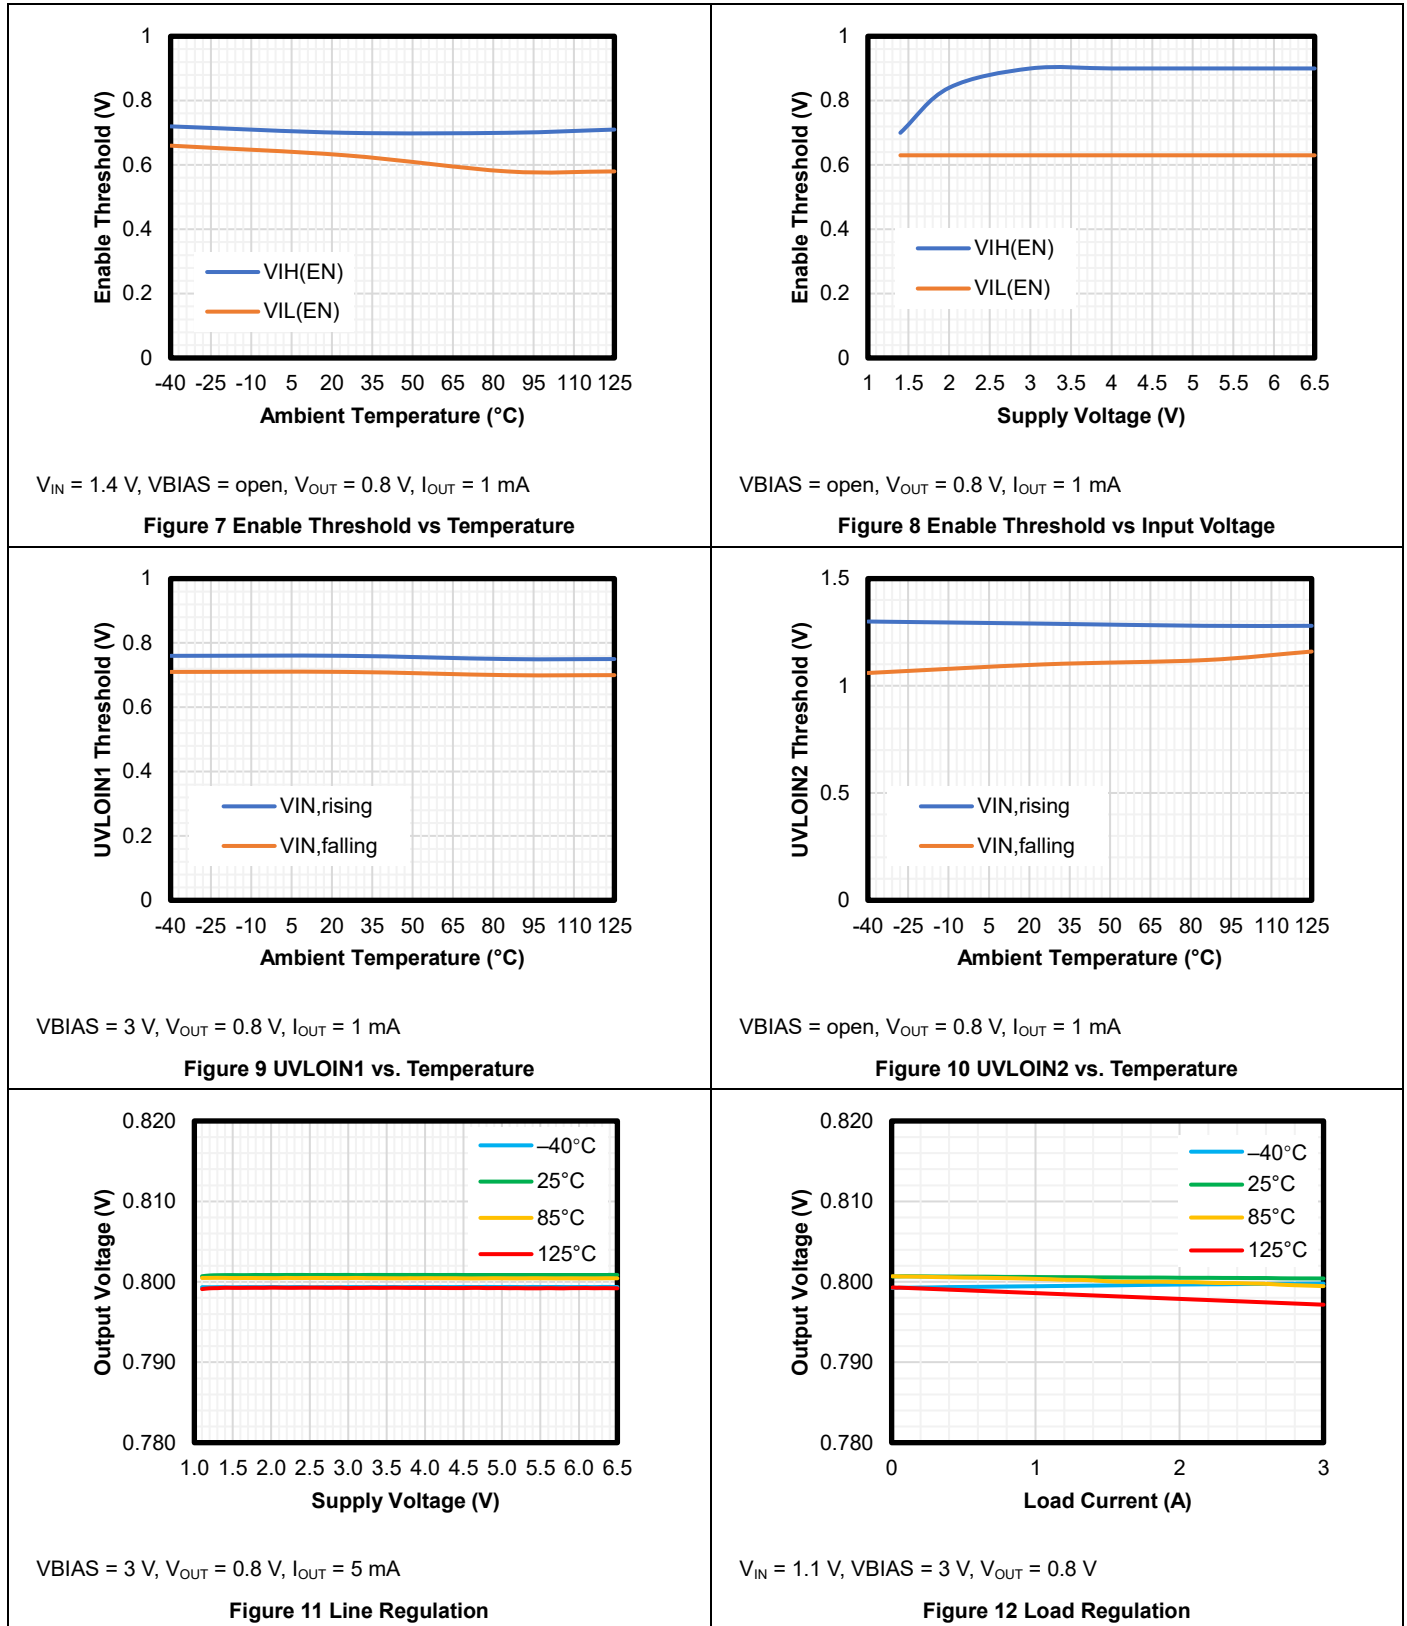 Enable Threshold (V)
1
0.8
0.6
0.4
0.2
0
VIH(EN)
VIL(EN)
-40 -25 -10 5 20 35 50 65 80 95 110 125
Ambient Temperature (°C)
V_IN = 1.4 V, VBIAS = open, V_OUT = 0.8 V, I_OUT = 1 mA
Figure 7 Enable Threshold vs Temperature
Enable Threshold (V)
1
0.8
0.6
0.4
0.2
0
VIH(EN)
VIL(EN)
1 1.5 2 2.5 3 3.5 4 4.5 5 5.5 6 6.5
Supply Voltage (V)
VBIAS = open, V_OUT = 0.8 V, I_OUT = 1 mA
Figure 8 Enable Threshold vs Input Voltage
UVLOIN1 Threshold (V)
1
0.8
0.6
0.4
0.2
0
VIN,rising
VIN,falling
-40 -25 -10 5 20 35 50 65 80 95 110 125
Ambient Temperature (°C)
VBIAS = 3 V, V_OUT = 0.8 V, I_OUT = 1 mA
Figure 9 UVLOIN1 vs. Temperature
UVLOIN2 Threshold (V)
1.5
1
0.5
0
VIN,rising
VIN,falling
-40 -25 -10 5 20 35 50 65 80 95 110 125
Ambient Temperature (°C)
VBIAS = open, V_OUT = 0.8 V, I_OUT = 1 mA
Figure 10 UVLOIN2 vs. Temperature
Output Voltage (V)
0.820
0.810
0.800
0.790
0.780
–40°C
25°C
85°C
125°C
1.0 1.5 2.0 2.5 3.0 3.5 4.0 4.5 5.0 5.5 6.0 6.5
Supply Voltage (V)
VBIAS = 3 V, V_OUT = 0.8 V, I_OUT = 5 mA
Figure 11 Line Regulation
Output Voltage (V)
0.820
0.810
0.800
0.790
0.780
–40°C
25°C
85°C
125°C
0 1 2 3
Load Current (A)
V_IN = 1.1 V, VBIAS = 3 V, V_OUT = 0.8 V
Figure 12 Load Regulation